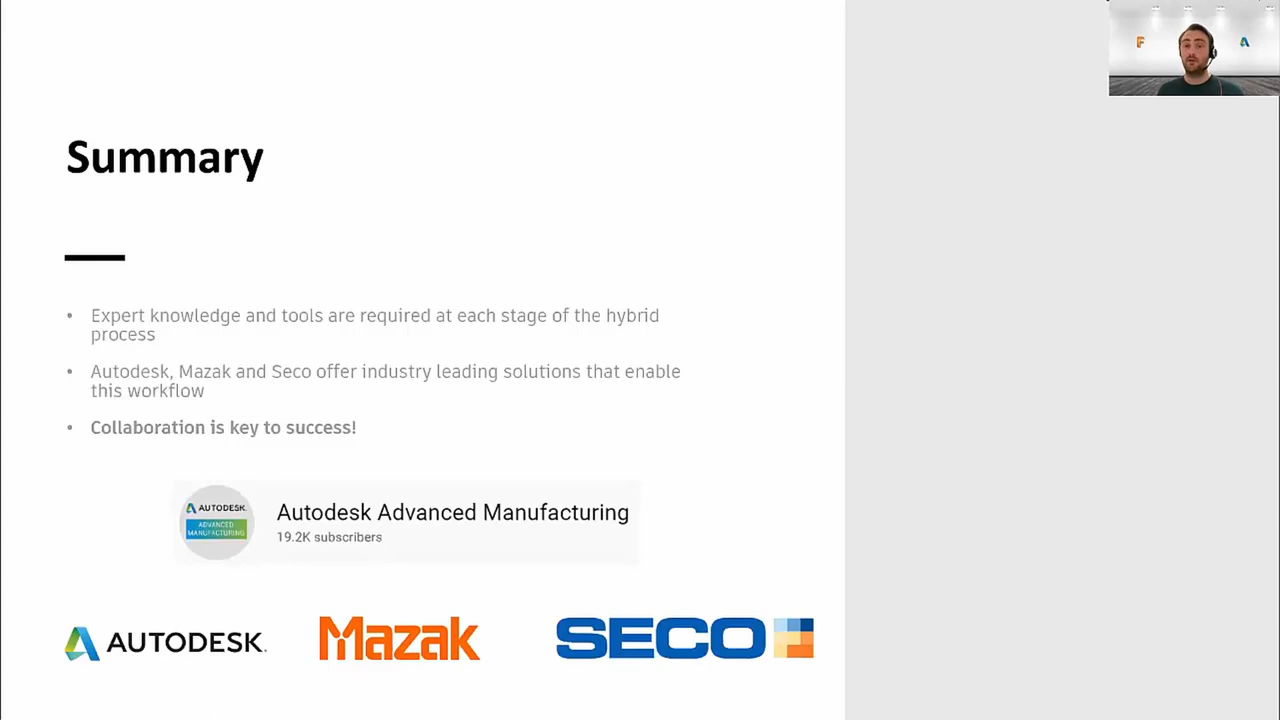 Summary
• Expert knowledge and tools are required at each stage of the hybrid
process
• Autodesk, Mazak and Seco offer industry leading solutions that enable
this workflow
• Collaboration is key to success!
AUTODESK.
ADVANCED
MANUFACTURING
Autodesk Advanced Manufacturing
19.2K subscribers
AUTODESK.
Mazak
SECO
F